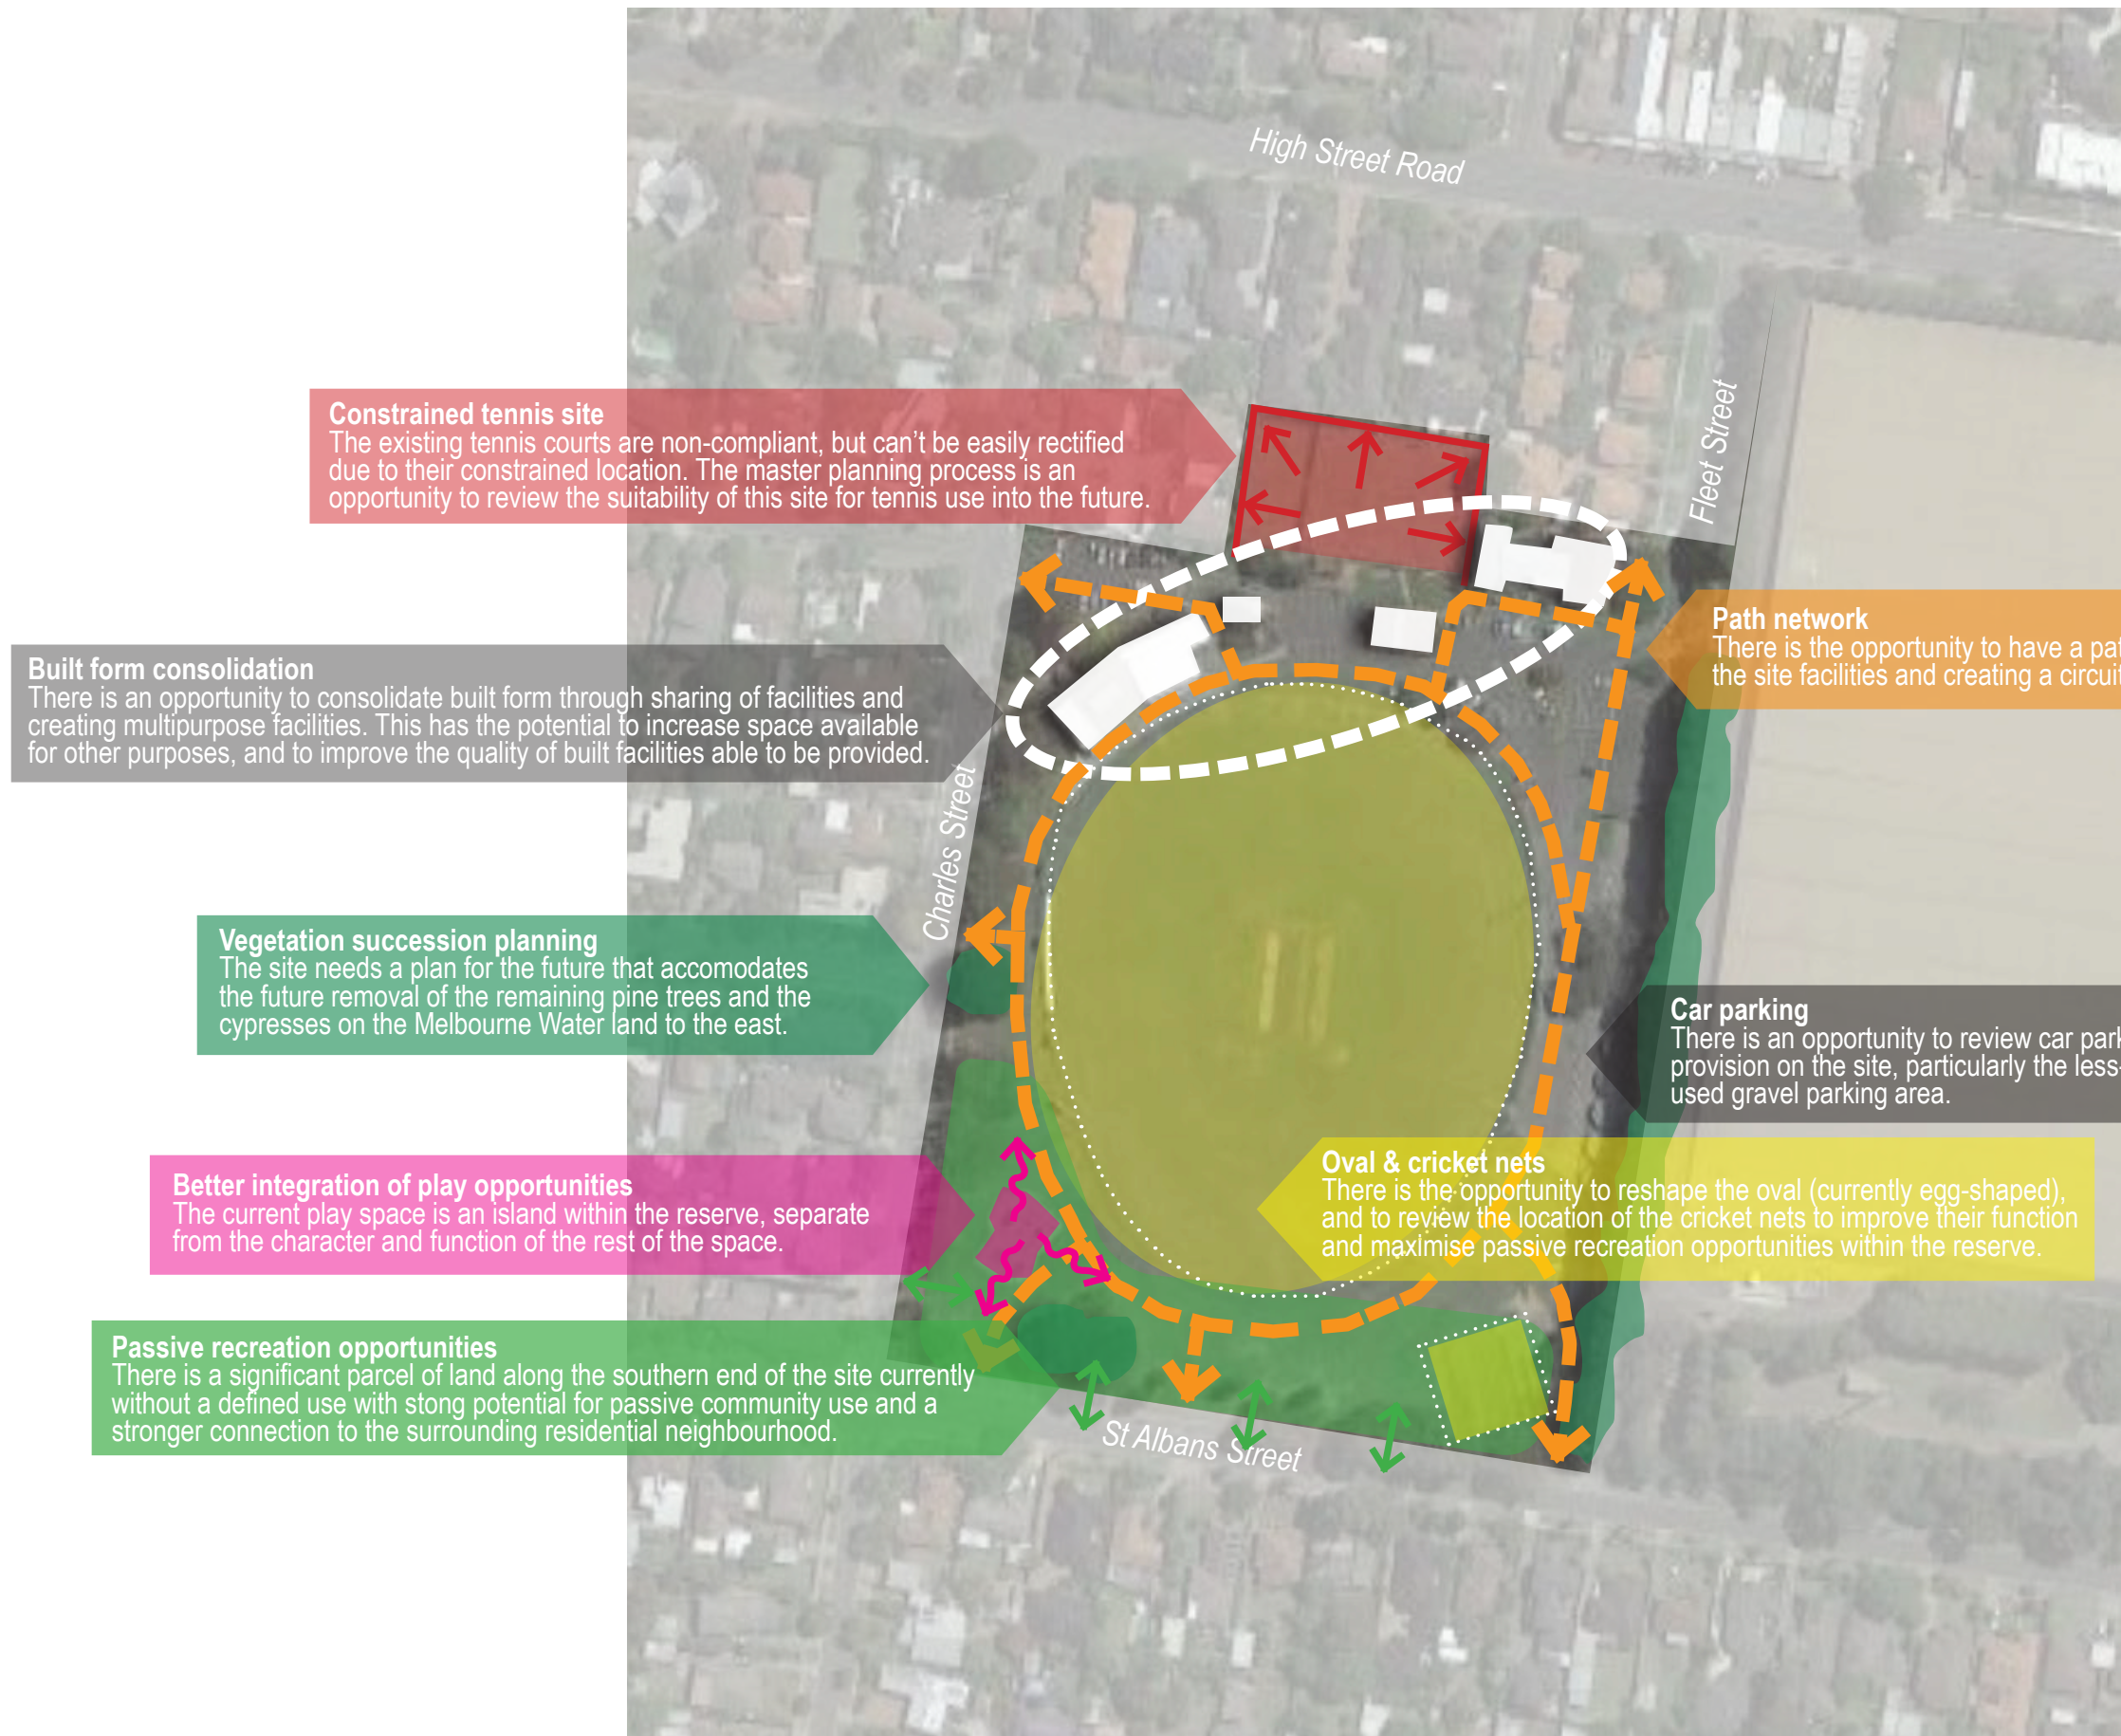 High Street Road
Fleet Street
Constrained tennis site
The existing tennis courts are non-compliant, but can’t be easily rectified
due to their constrained location. The master planning process is an
opportunity to review the suitability of this site for tennis use into the future.
Path network
There is the opportunity to have a pat
the site facilities and creating a circuit
Built form consolidation
There is an opportunity to consolidate built form through sharing of facilities and
creating multipurpose facilities. This has the potential to increase space available
for other purposes, and to improve the quality of built facilities able to be provided.
Charles Street
Vegetation succession planning
The site needs a plan for the future that accomodates
the future removal of the remaining pine trees and the
cypresses on the Melbourne Water land to the east.
Car parking
There is an opportunity to review car park
provision on the site, particularly the less-
used gravel parking area.
Oval & cricket nets
There is the opportunity to reshape the oval (currently egg-shaped),
and to review the location of the cricket nets to improve their function
and maximise passive recreation opportunities within the reserve.
Better integration of play opportunities
The current play space is an island within the reserve, separate
from the character and function of the rest of the space.
Passive recreation opportunities
There is a significant parcel of land along the southern end of the site currently
without a defined use with stong potential for passive community use and a
stronger connection to the surrounding residential neighbourhood.
St Albans Street